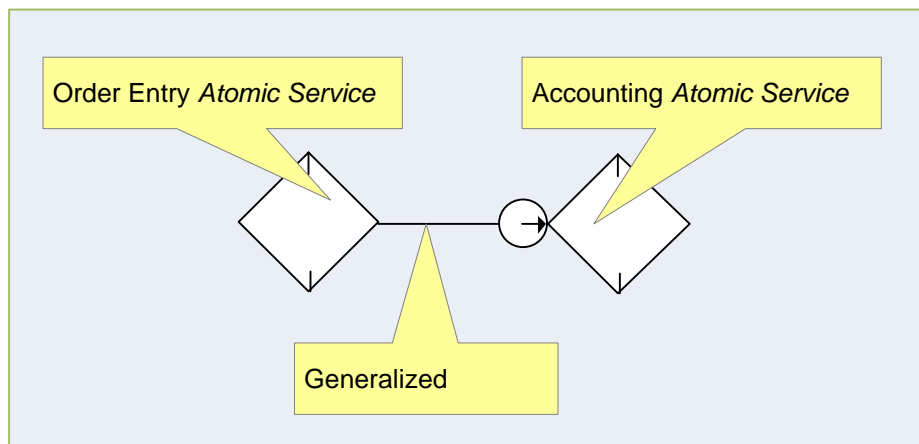 Order Entry Atomic Service
Accounting Atomic Service
Generalized